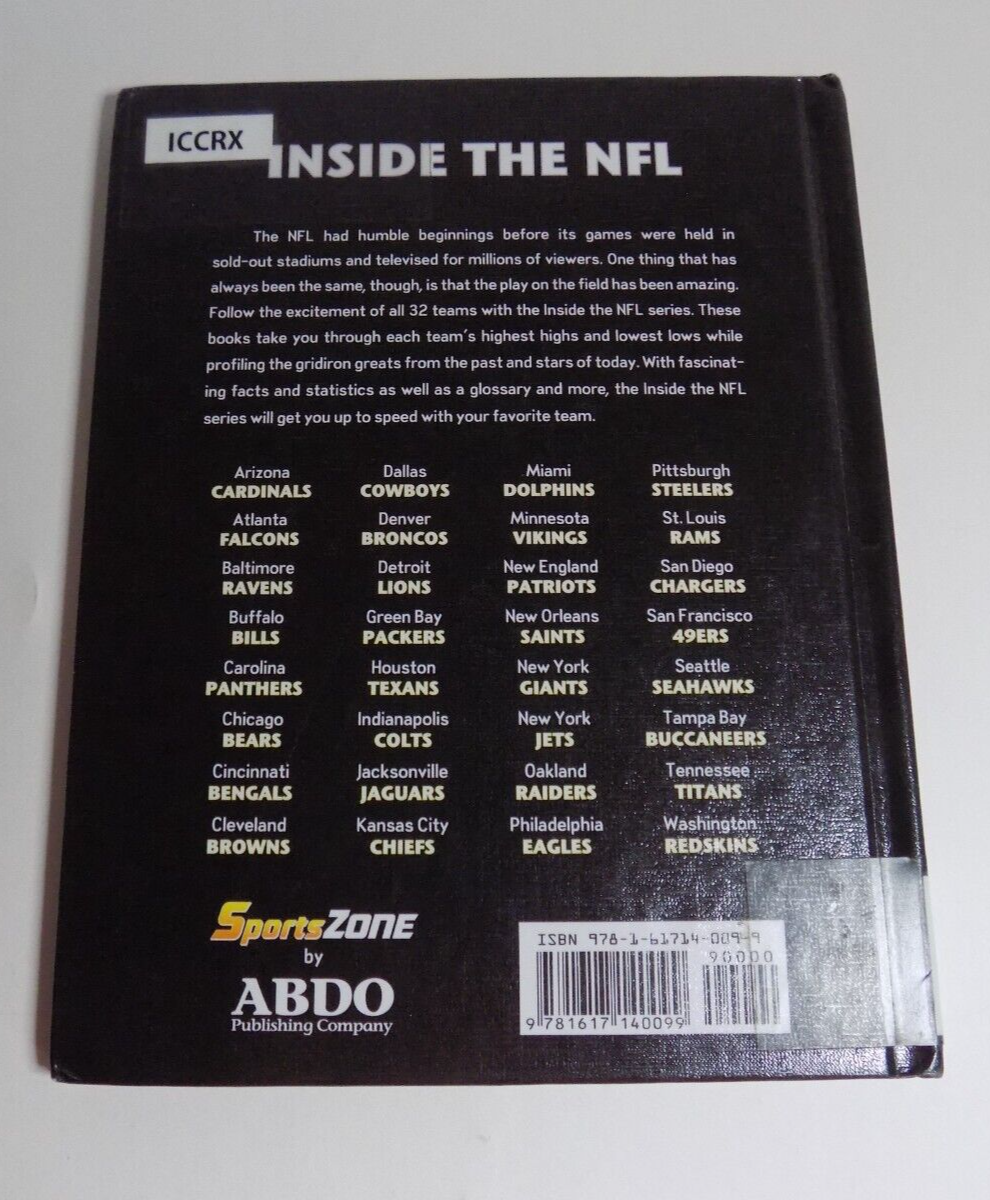 ICCRX
INSIDE THE NFL
The NFL had humble beginnings before its games were held in
sold-out stadiums and televised for millions of viewers. One thing that has
always been the same, though, is that the play on the field has been amazing.
Follow the excitement of all 32 teams with the Inside the NFL series. These
books take you through each team's highest highs and lowest lows while
profiling the gridiron greats from the past and stars of today. With fascinat-
ing facts and statistics as well as a glossary and more, the Inside the NFL
series will get you up to speed with your favorite team.
Arizona
CARDINALS
Atlanta
FALCONS
Baltimore
RAVENS
Buffalo
BILLS
Carolina
PANTHERS
Chicago
BEARS
Cincinnati
BENGALS
Cleveland
BROWNS
Dallas
COWBOYS
Denver
BRONCOS
Detroit
LIONS
Green Bay
PACKERS
Houston
TEXANS
Indianapolis
COLTS
Jacksonville
JAGUARS
Kansas City
CHIEFS
Miami
DOLPHINS
Minnesota
VIKINGS
New England
PATRIOTS
New Orleans
SAINTS
New York
GIANTS
New York
JETS
Oakland
RAIDERS
Philadelphia
EAGLES
Pittsburgh
STEELERS
St. Louis
RAMS
San Diego
CHARGERS
San Francisco
49ERS
Seattle
SEAHAWKS
Tampa Bay
BUCCANEERS
Tennessee
TITANS
Washington
REDSKINS
SportsZONE
by
ABDO
Publishing Company
ISBN 978-1-61714-009-9
90000
9 781617 140099